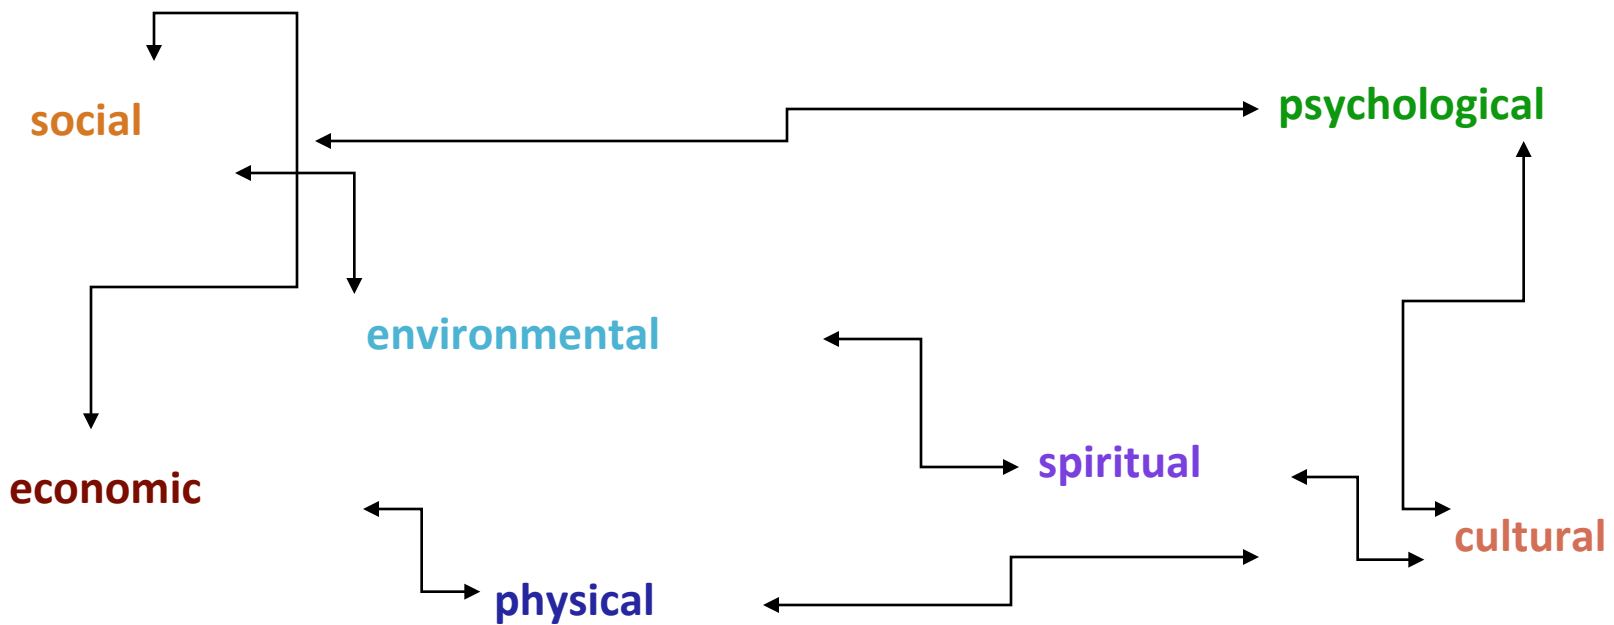 social
psychological
environmental
spiritual
economic
cultural
physical